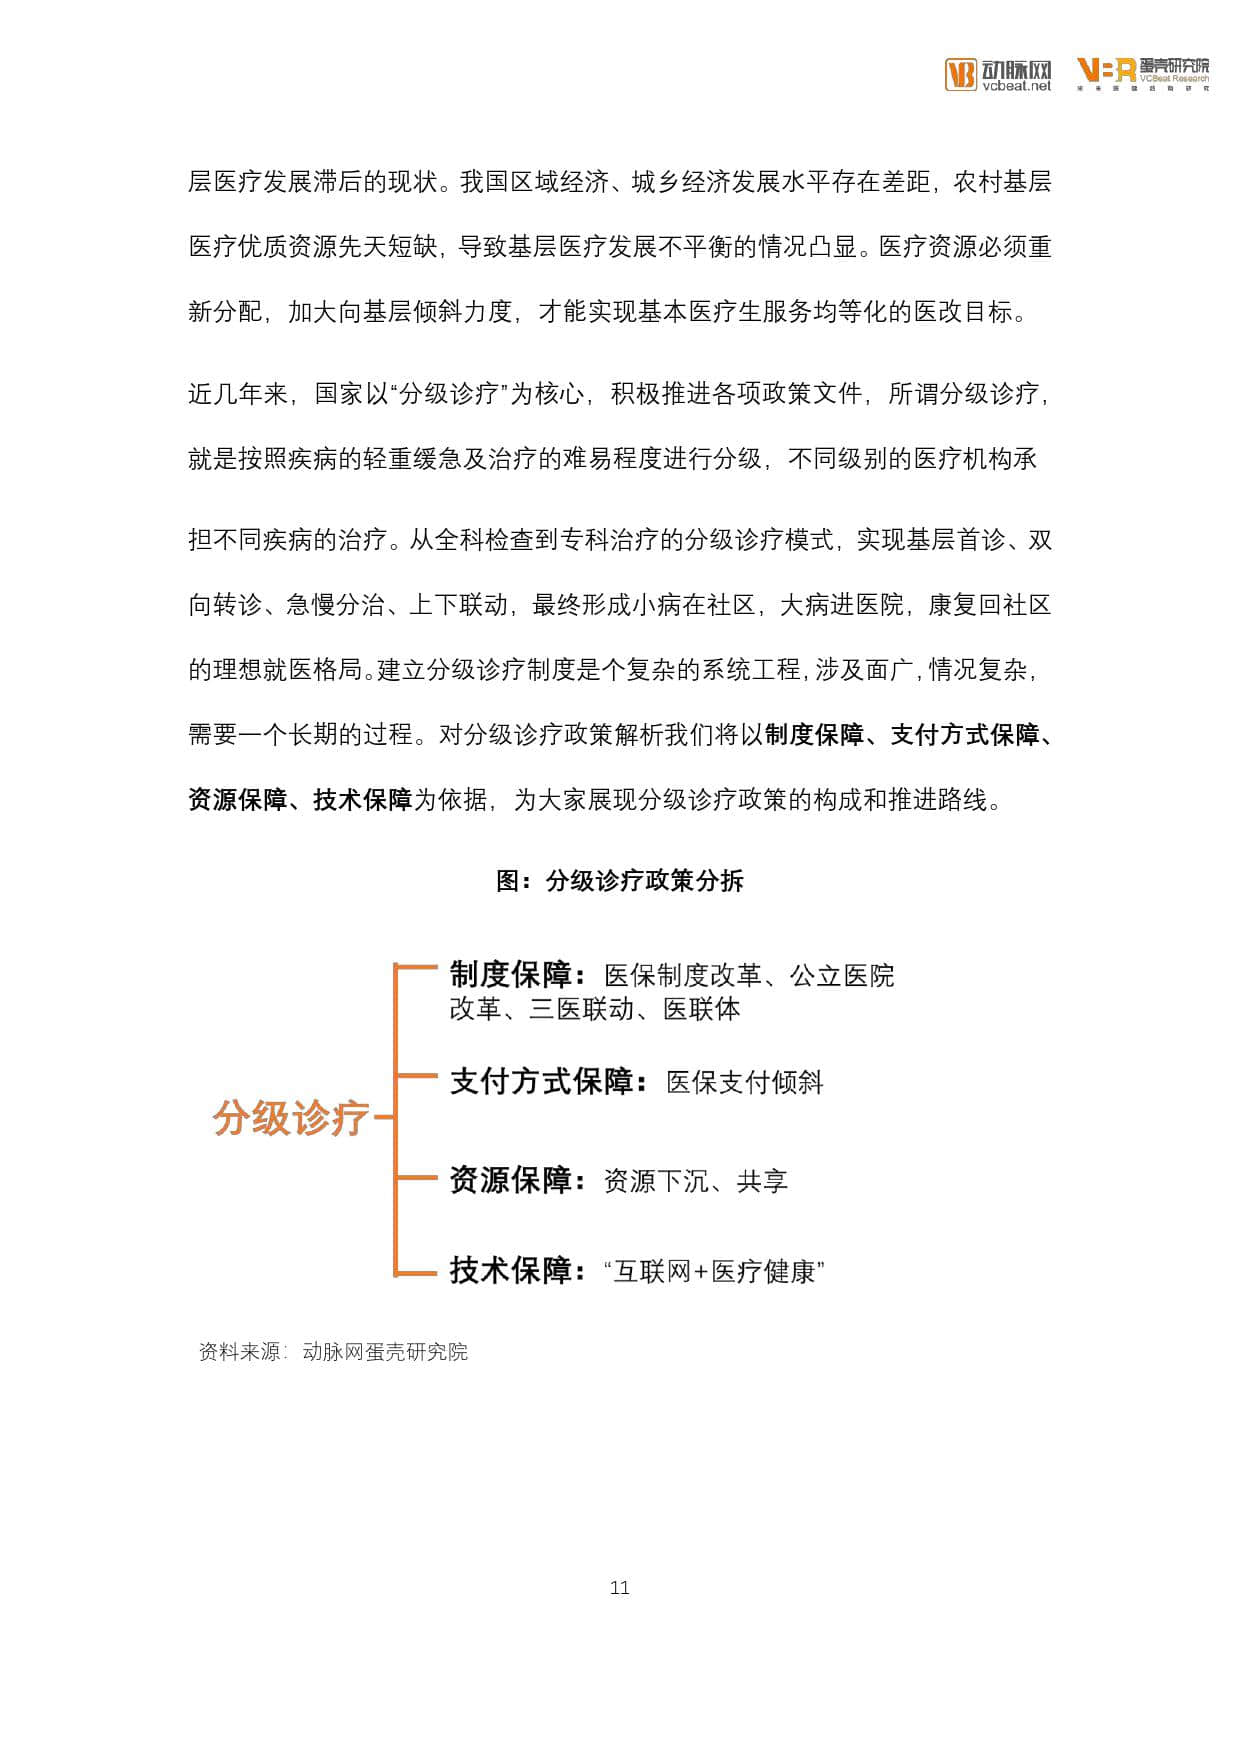 动脉网
vcbeat.net
VBR 蛋壳研究院
VCBeat Research
层医疗发展滞后的现状。我国区域经济、城乡经济发展水平存在差距，农村基层
医疗优质资源先天短缺，导致基层医疗发展不平衡的情况凸显。医疗资源必须重
新分配，加大向基层倾斜力度，才能实现基本医疗生服务均等化的医改目标。
近几年来，国家以“分级诊疗”为核心，积极推进各项政策文件，所谓分级诊疗，
就是按照疾病的轻重缓急及治疗的难易程度进行分级，不同级别的医疗机构承
担不同疾病的治疗。从全科检查到专科治疗的分级诊疗模式，实现基层首诊、双
向转诊、急慢分治、上下联动，最终形成小病在社区，大病进医院，康复回社区
的理想就医格局。建立分级诊疗制度是个复杂的系统工程，涉及面广，情况复杂，
需要一个长期的过程。对分级诊疗政策解析我们将以制度保障、支付方式保障、
资源保障、技术保障为依据，为大家展现分级诊疗政策的构成和推进路线。
图：分级诊疗政策分拆
分级诊疗
制度保障：医保制度改革、公立医院
改革、三医联动、医联体
支付方式保障：医保支付倾斜
资源保障：资源下沉、共享
技术保障：“互联网+医疗健康”
资料来源：动脉网蛋壳研究院
11